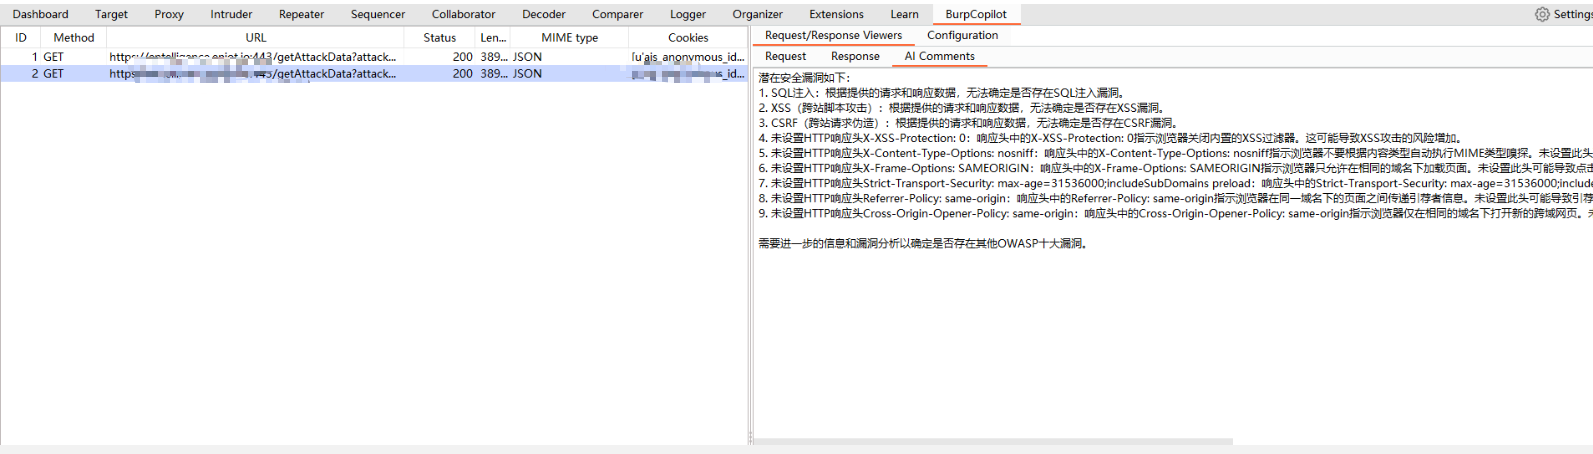 Dashboard Target Proxy Intruder Repeater Sequencer Collaborator Decoder Comparer Logger Organizer Extensions Learn BurpCopilot Settings
ID Method URL Status Len... MIME type Cookies
1 GET :443/getAttackData?attack... 200 389... JSON [u'ajs_anonymous_id...
2 GET https :443/getAttackData?attack... 200 389... JSON _id...
Request/Response Viewers Configuration
Request Response AI Comments
潜在安全漏洞如下：
1. SQL注入：根据提供的请求和响应数据，无法确定是否存在SQL注入漏洞。
2. XSS（跨站脚本攻击）：根据提供的请求和响应数据，无法确定是否存在XSS漏洞。
3. CSRF（跨站请求伪造）：根据提供的请求和响应数据，无法确定是否存在CSRF漏洞。
4. 未设置HTTP响应头X-XSS-Protection: 0：响应头中的X-XSS-Protection: 0指示浏览器关闭内置的XSS过滤器。这可能导致XSS攻击的风险增加。
5. 未设置HTTP响应头X-Content-Type-Options: nosniff：响应头中的X-Content-Type-Options: nosniff指示浏览器不要根据内容类型自动执行MIME类型嗅探。未设置此头
6. 未设置HTTP响应头X-Frame-Options: SAMEORIGIN：响应头中的X-Frame-Options: SAMEORIGIN指示浏览器只允许在相同的域名下加载页面。未设置此头可能导致点击
7. 未设置HTTP响应头Strict-Transport-Security: max-age=31536000;includeSubDomains preload：响应头中的Strict-Transport-Security: max-age=31536000;include
8. 未设置HTTP响应头Referrer-Policy: same-origin：响应头中的Referrer-Policy: same-origin指示浏览器在同一域名下的页面之间传递引荐者信息。未设置此头可能导致引荐
9. 未设置HTTP响应头Cross-Origin-Opener-Policy: same-origin：响应头中的Cross-Origin-Opener-Policy: same-origin指示浏览器仅在相同的域名下打开新的跨域网页。
需要进一步的信息和漏洞分析以确定是否存在其他OWASP十大漏洞。